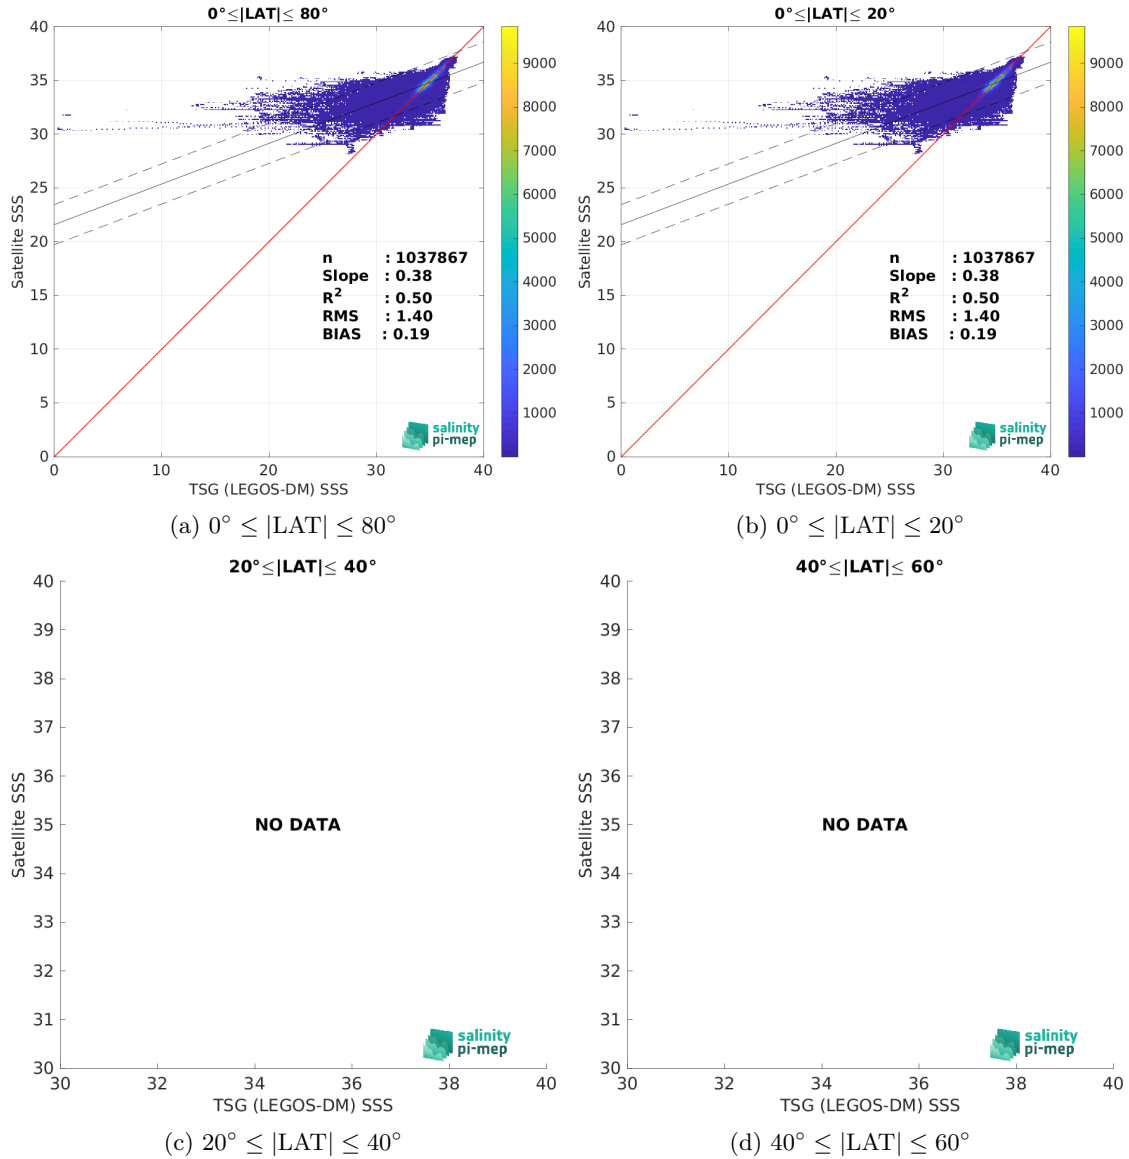 0°≤|LAT|≤ 80°
40
35
30
25
20
15
10
5
0
Satellite SSS
n : 1037867
Slope : 0.38
R² : 0.50
RMS : 1.40
BIAS : 0.19
salinity
pi-mep
0 10 20 30 40
TSG (LEGOS-DM) SSS
9000
8000
7000
6000
5000
4000
3000
2000
1000
(a) 0° ≤ |LAT| ≤ 80°
0°≤|LAT|≤ 20°
40
35
30
25
20
15
10
5
0
Satellite SSS
n : 1037867
Slope : 0.38
R² : 0.50
RMS : 1.40
BIAS : 0.19
salinity
pi-mep
0 10 20 30 40
TSG (LEGOS-DM) SSS
9000
8000
7000
6000
5000
4000
3000
2000
1000
(b) 0° ≤ |LAT| ≤ 20°
20°≤|LAT|≤ 40°
40
39
38
37
36
35
34
33
32
31
30
Satellite SSS
NO DATA
salinity
pi-mep
30 32 34 36 38 40
TSG (LEGOS-DM) SSS
(c) 20° ≤ |LAT| ≤ 40°
40°≤|LAT|≤ 60°
40
39
38
37
36
35
34
33
32
31
30
Satellite SSS
NO DATA
salinity
pi-mep
30 32 34 36 38 40
TSG (LEGOS-DM) SSS
(d) 40° ≤ |LAT| ≤ 60°